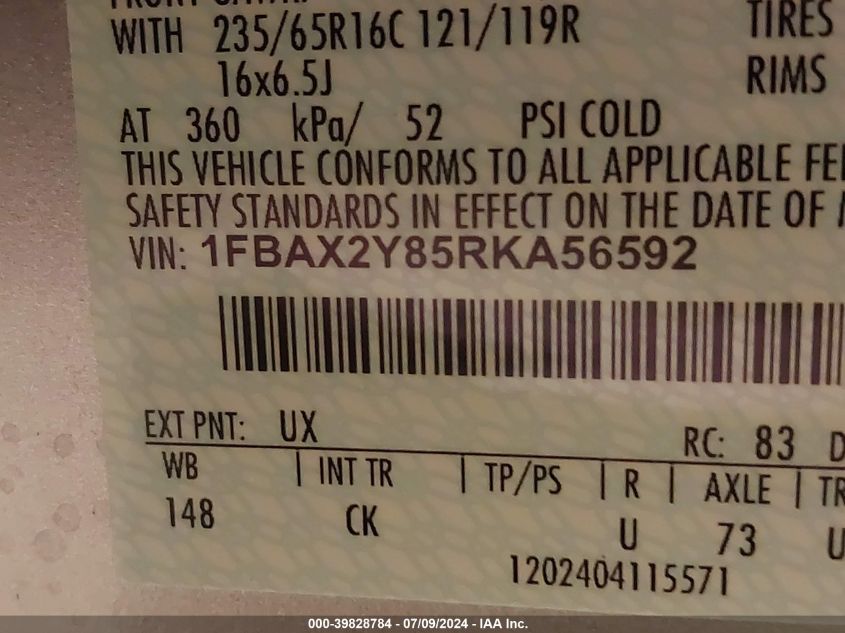 WITH 235/65R16C 121/119R TIRES
16x6.5J RIMS
AT 360 kPa/ 52 PSI COLD
THIS VEHICLE CONFORMS TO ALL APPLICABLE FE
SAFETY STANDARDS IN EFFECT ON THE DATE OF
VIN: 1FBAX2Y85RKA56592
EXT PNT: UX RC: 83 D
WB | INT TR | TP/PS | R | AXLE | TR
148 CK U 73 U
1202404115571
000-39828784 - 07/09/2024 - IAA Inc.